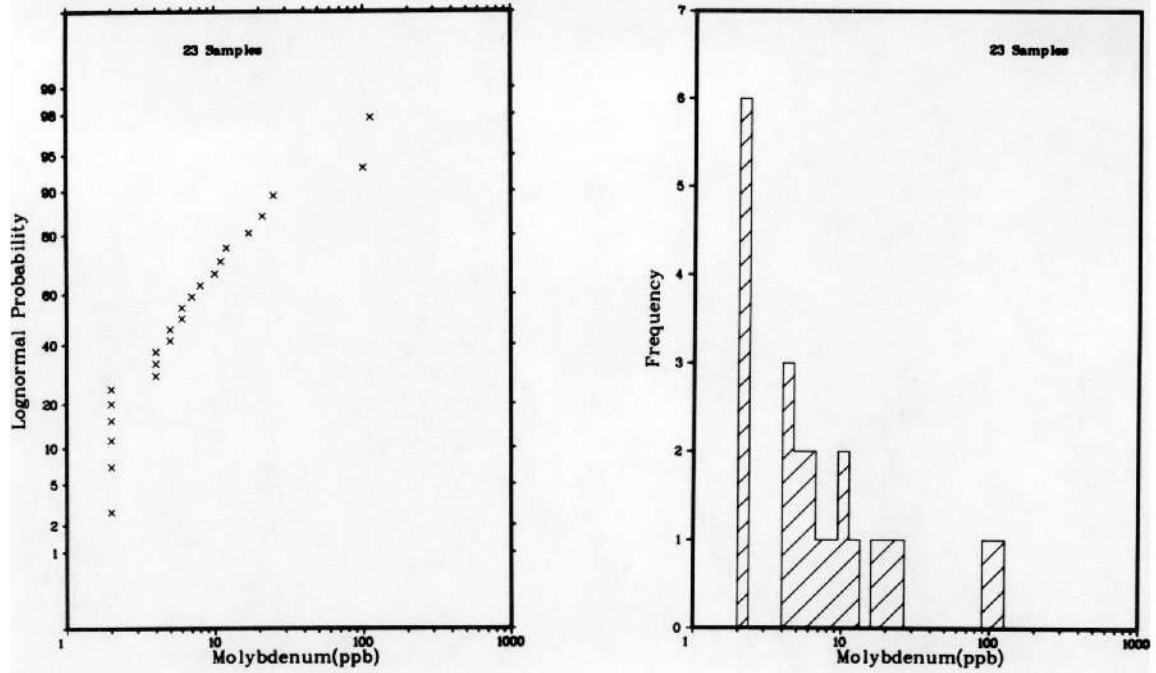 23 Samples
99
98
95
90
80
60
40
20
10
5
2
1
Lognormal Probability
1 10 100 1000
Molybdenum(ppb)
23 Samples
7
6
5
4
3
2
1
0
Frequency
1 10 100 1000
Molybdenum(ppb)